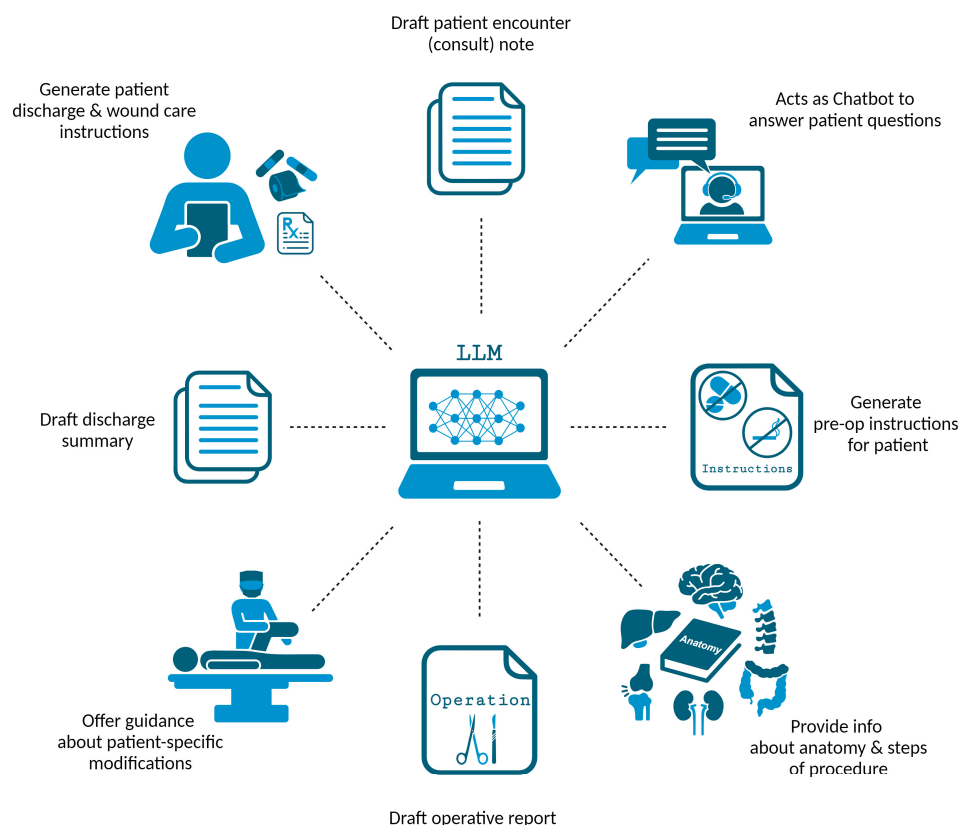 Draft patient encounter
(consult) note
Generate patient
discharge & wound care
instructions
Acts as Chatbot to
answer patient questions
Rx
LLM
Draft discharge
summary
Instructions
Generate
pre-op instructions
for patient
Anatomy
Operation
Offer guidance
about patient-specific
modifications
Provide info
about anatomy & steps
of procedure
Draft operative report